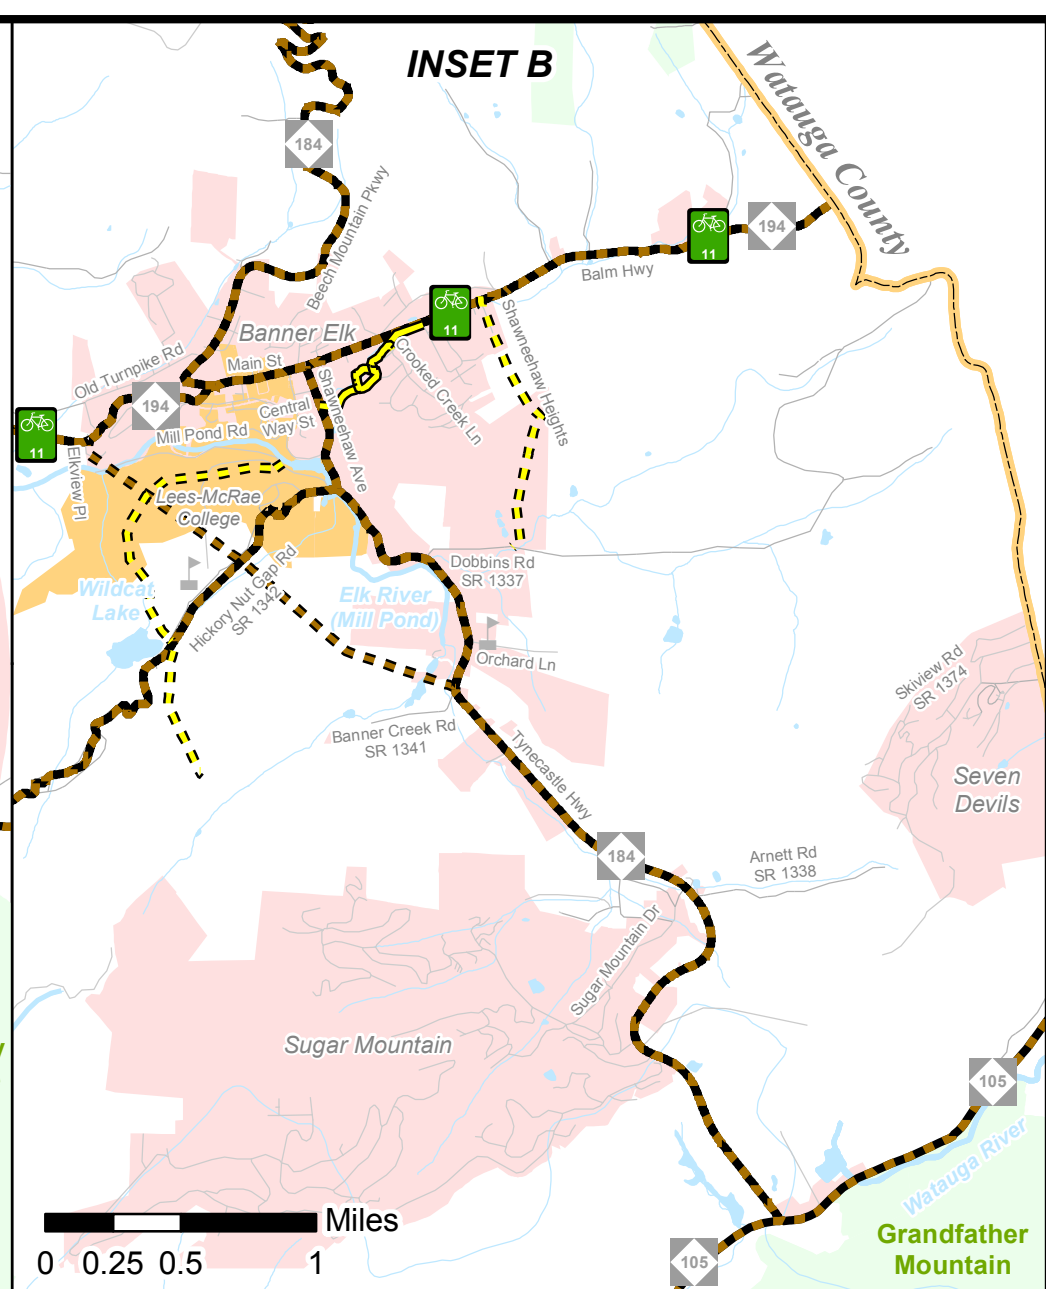 INSET B
Watauga County
184
Beech Mountain Pkwy
194
11
Balm Hwy
11
Shawneehaw Heights
Banner Elk
Old Turnpike Rd
Main St
Crooked Creek Ln
194
Central
Way St
Shawneehaw Ave
Mill Pond Rd
11
Elkview Pl
Lees-McRae
College
Dobbins Rd
SR 1337
Wildcat
Lake
Hickory Nut Gap Rd
SR 1342
Elk River
(Mill Pond)
Orchard Ln
Skiview Rd
SR 1374
Banner Creek Rd
SR 1341
Tynecastle Hwy
Seven
Devils
184
Arnett Rd
SR 1338
Sugar Mountain Dr
Sugar Mountain
y
105
Watauga River
Miles
0 0.25 0.5 1
Grandfather
Mountain
105